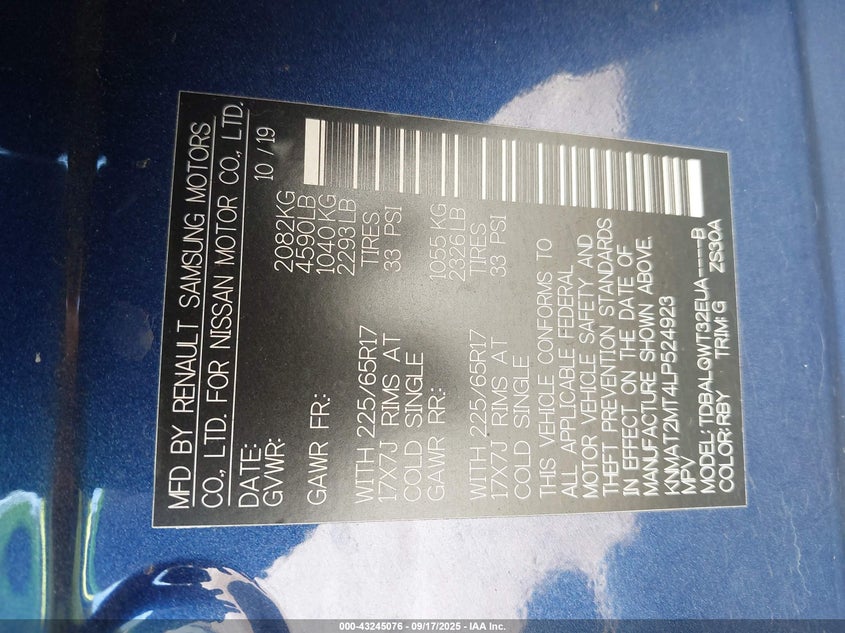 MFD BY RENAULT SAMSUNG MOTORS
CO., LTD. FOR NISSAN MOTOR CO., LTD.
DATE: 10 / 19
GVWR: 2082KG
4590LB
GAWR FR.: 1040KG
2293LB
WITH 225/65R17 TIRES
17X7J RIMS AT 33 PSI
COLD SINGLE
GAWR RR.: 1055KG
2326LB
WITH 225/65R17 TIRES
17X7J RIMS AT 33 PSI
COLD SINGLE
THIS VEHICLE CONFORMS TO
ALL APPLICABLE FEDERAL
MOTOR VEHICLE SAFETY AND
THEFT PREVENTION STANDARDS
IN EFFECT ON THE DATE OF
MANUFACTURE SHOWN ABOVE.
KNMAT2MT4LP524923
MPV
MODEL: TDBALQWT32EUA----B
COLOR: RBY TRIM: G ZS30A
000-43245076 - 09/17/2025 - IAA Inc.